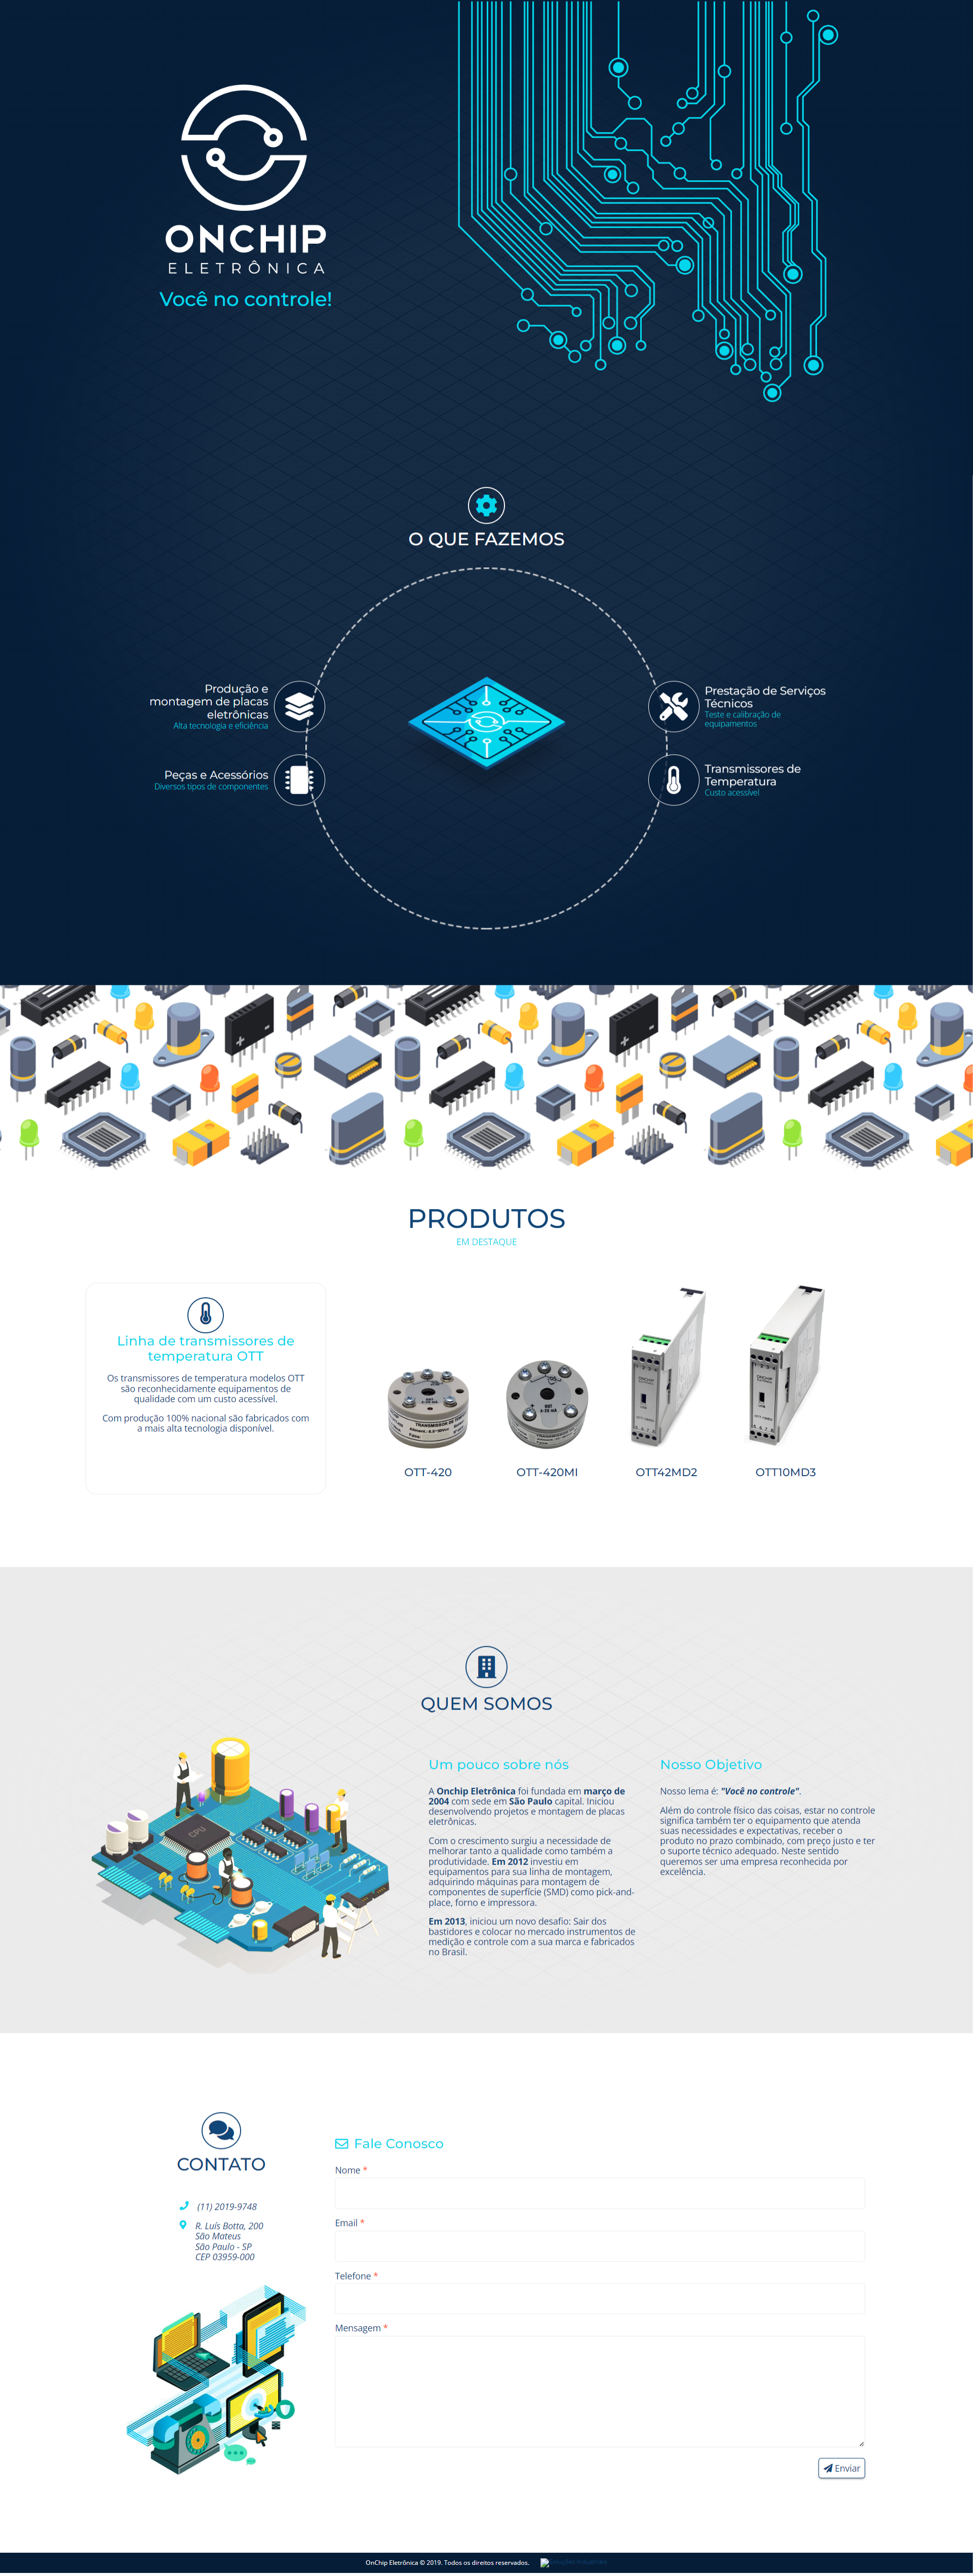 ONCHIP
ELETRÔNICA
Você no controle!
O QUE FAZEMOS
Produção e
montagem de placas
eletrônicas
Alta tecnologia e eficiência
Peças e Acessórios
Diversos tipos de componentes
Prestação de Serviços
Técnicos
Teste e calibração de
equipamentos
Transmissores de
Temperatura
Custo acessível
PRODUTOS
EM DESTAQUE
Linha de transmissores de
temperatura OTT
Os transmissores de temperatura modelos OTT
são reconhecidamente equipamentos de
qualidade com um custo acessível.
Com produção 100% nacional são fabricados com
a mais alta tecnologia disponível.
OTT-420
OTT-420MI
OTT42MD2
OTT10MD3
QUEM SOMOS
CPU
Um pouco sobre nós
A Onchip Eletrônica foi fundada em março de
2004 com sede em São Paulo capital. Iniciou
desenvolvendo projetos e montagem de placas
eletrônicas.
Com o crescimento surgiu a necessidade de
melhorar tanto a qualidade como também a
produtividade. Em 2012 investiu em
equipamentos para sua linha de montagem,
adquirindo máquinas para montagem de
componentes de superfície (SMD) como pick-and-
place, forno e impressora.
Em 2013, iniciou um novo desafio: Sair dos
bastidores e colocar no mercado instrumentos de
medição e controle com a sua marca e fabricados
no Brasil.
Nosso Objetivo
Nosso lema é: "Você no controle".
Além do controle físico das coisas, estar no controle
significa também ter o equipamento que atenda
suas necessidades e expectativas, receber o
produto no prazo combinado, com preço justo e ter
o suporte técnico adequado. Neste sentido
queremos ser uma empresa reconhecida por
excelência.
CONTATO
(11) 2019-9748
R. Luís Botta, 200
São Mateus
São Paulo - SP
CEP 03959-000
Fale Conosco
Nome *
Email *
Telefone *
Mensagem *
Enviar
OnChip Eletrônica © 2019. Todos os direitos reservados.